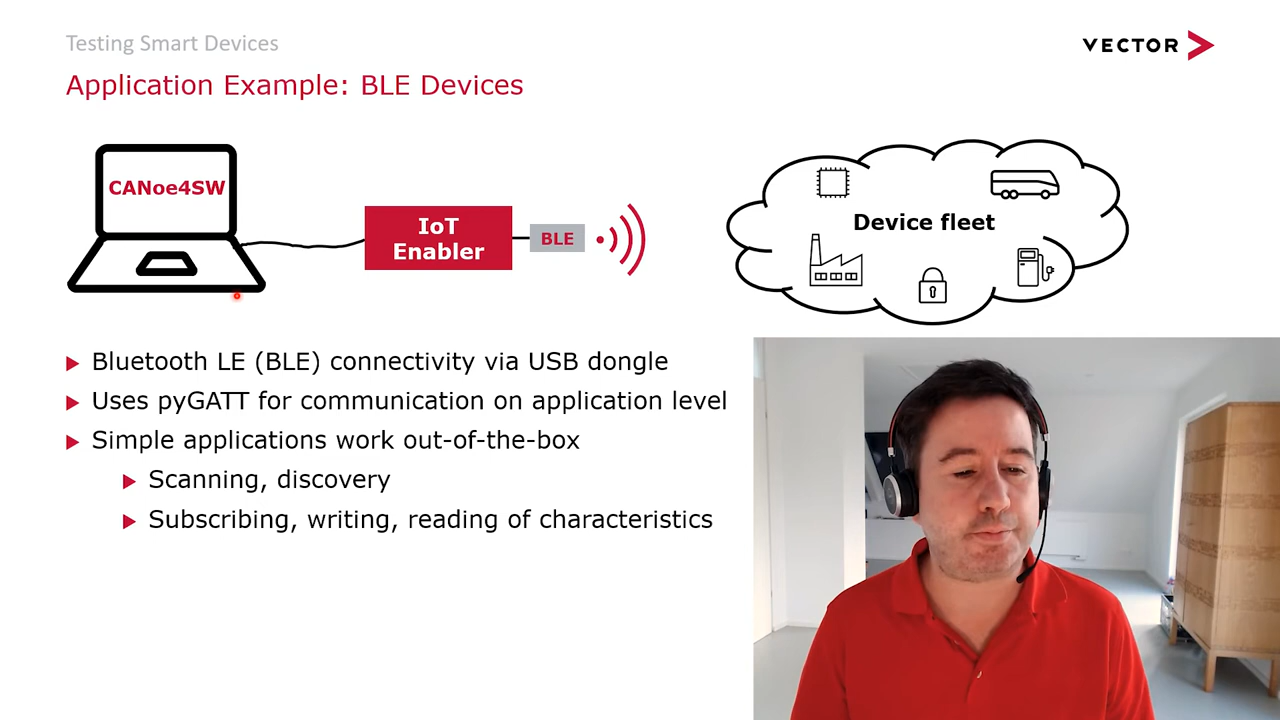 Testing Smart Devices
VECTOR
Application Example: BLE Devices
CANoe4SW
IoT
Enabler
BLE
Device fleet
Bluetooth LE (BLE) connectivity via USB dongle
Uses pyGATT for communication on application level
Simple applications work out-of-the-box
Scanning, discovery
Subscribing, writing, reading of characteristics